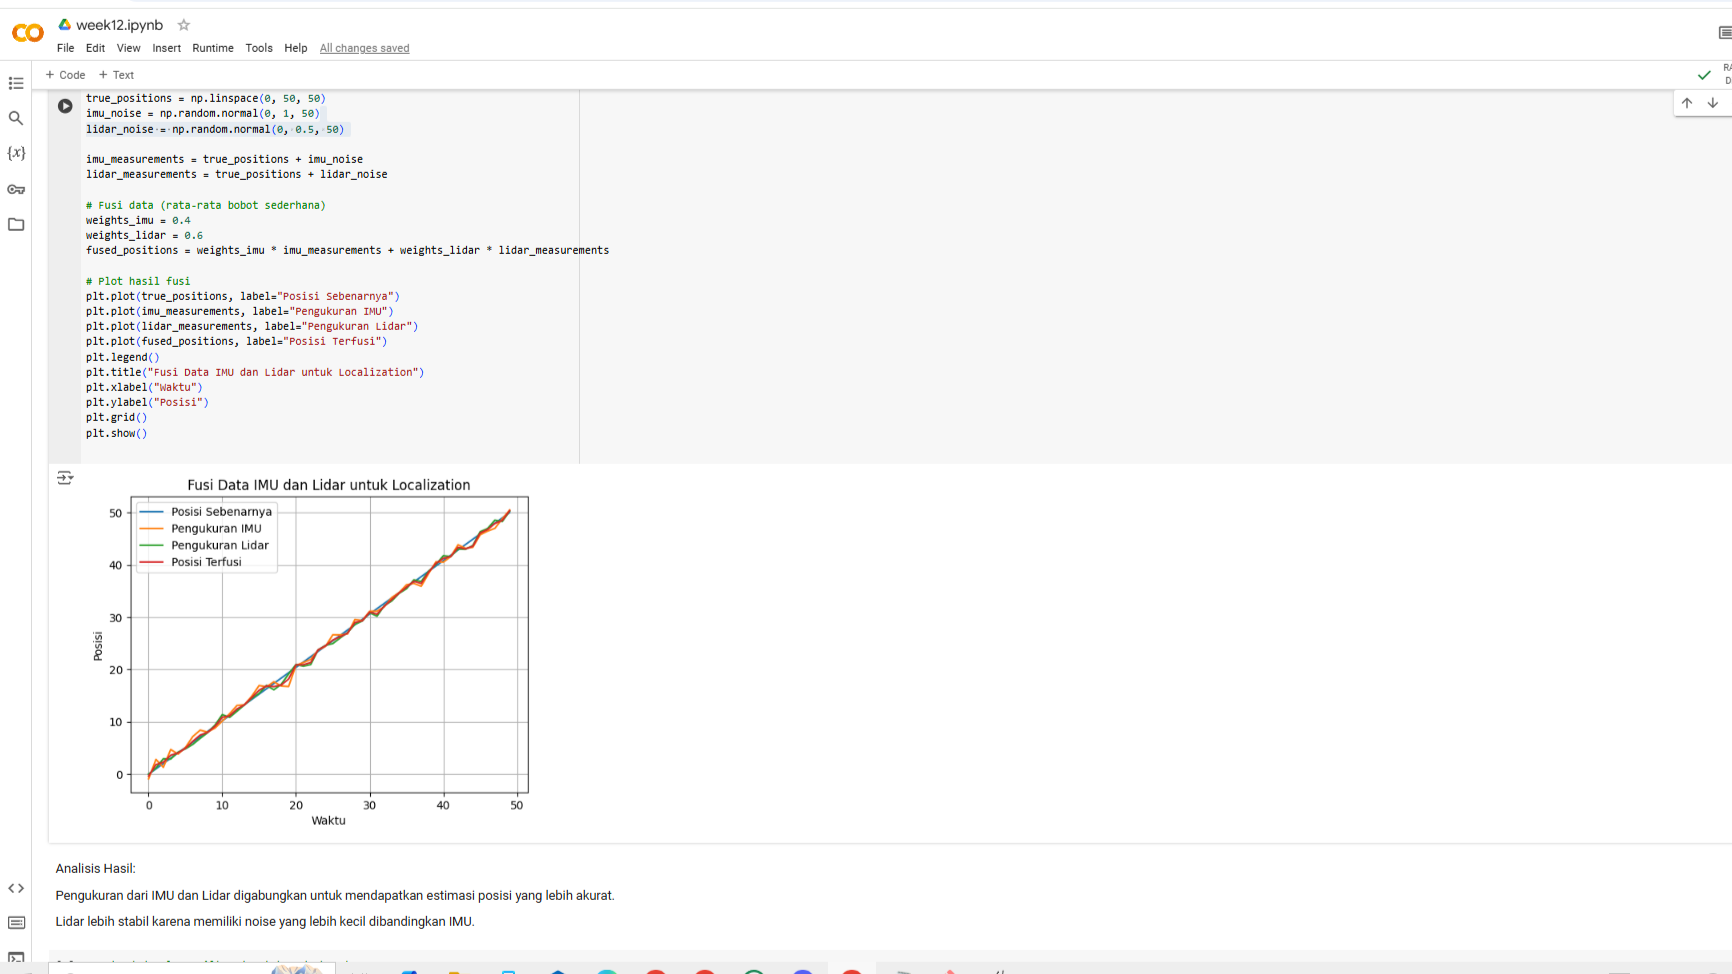 week12.ipynb
File Edit View Insert Runtime Tools Help All changes saved
+ Code + Text
true_positions = np.linspace(0, 50, 50)
imu_noise = np.random.normal(0, 1, 50)
lidar_noise = np.random.normal(0, 0.5, 50)
imu_measurements = true_positions + imu_noise
lidar_measurements = true_positions + lidar_noise
# Fusi data (rata-rata bobot sederhana)
weights_imu = 0.4
weights_lidar = 0.6
fused_positions = weights_imu * imu_measurements + weights_lidar * lidar_measurements
# Plot hasil fusi
plt.plot(true_positions, label="Posisi Sebenarnya")
plt.plot(imu_measurements, label="Pengukuran IMU")
plt.plot(lidar_measurements, label="Pengukuran Lidar")
plt.plot(fused_positions, label="Posisi Terfusi")
plt.legend()
plt.title("Fusi Data IMU dan Lidar untuk Localization")
plt.xlabel("Waktu")
plt.ylabel("Posisi")
plt.grid()
plt.show()
Fusi Data IMU dan Lidar untuk Localization
Posisi Sebenarnya
Pengukuran IMU
Pengukuran Lidar
Posisi Terfusi
50
40
30
20
10
0
Posisi
0 10 20 30 40 50
Waktu
Analisis Hasil:
Pengukuran dari IMU dan Lidar digabungkan untuk mendapatkan estimasi posisi yang lebih akurat.
Lidar lebih stabil karena memiliki noise yang lebih kecil dibandingkan IMU.